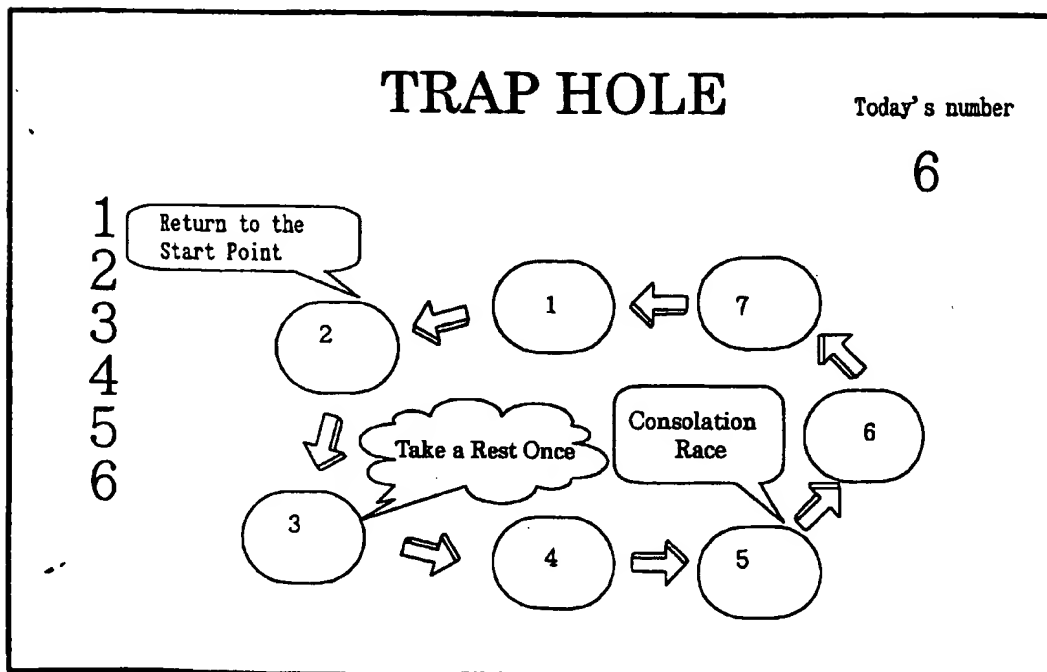 TRAP HOLE
Today's number
6
1
2
3
4
5
6
Return to the
Start Point
2
1
7
6
Take a Rest Once
Consolation
Race
3
4
5